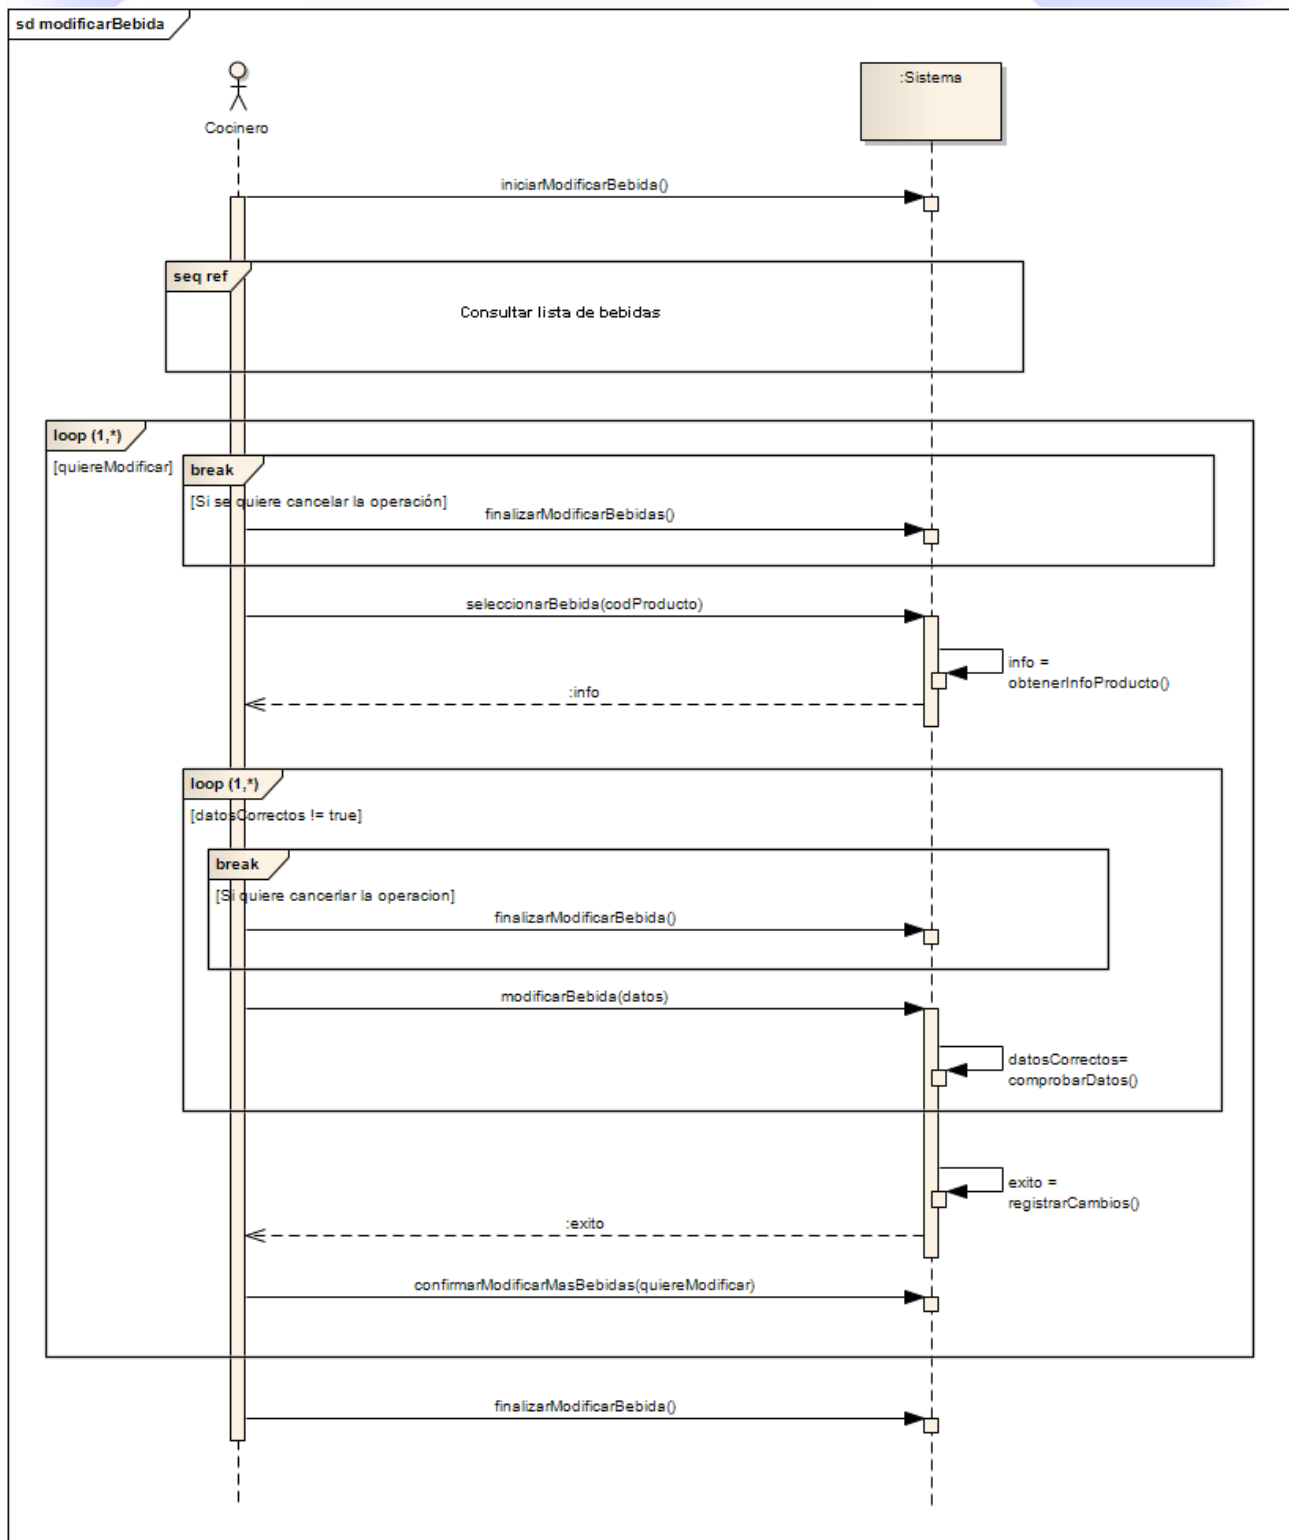 sd modificarBebida
:Sistema
Cocinero
iniciarModificarBebida()
seq ref
Consultar lista de bebidas
loop (1,*)
[quiereModificar]
break
[Si se quiere cancelar la operación]
finalizarModificarBebidas()
seleccionarBebida(codProducto)
info =
obtenerInfoProducto()
:info
loop (1,*)
[datosCorrectos != true]
break
[Si quiere cancerlar la operacion]
finalizarModificarBebida()
modificarBebida(datos)
datosCorrectos=
comprobarDatos()
exito =
registrarCambios()
:exito
confirmarModificarMasBebidas(quiereModificar)
finalizarModificarBebida()